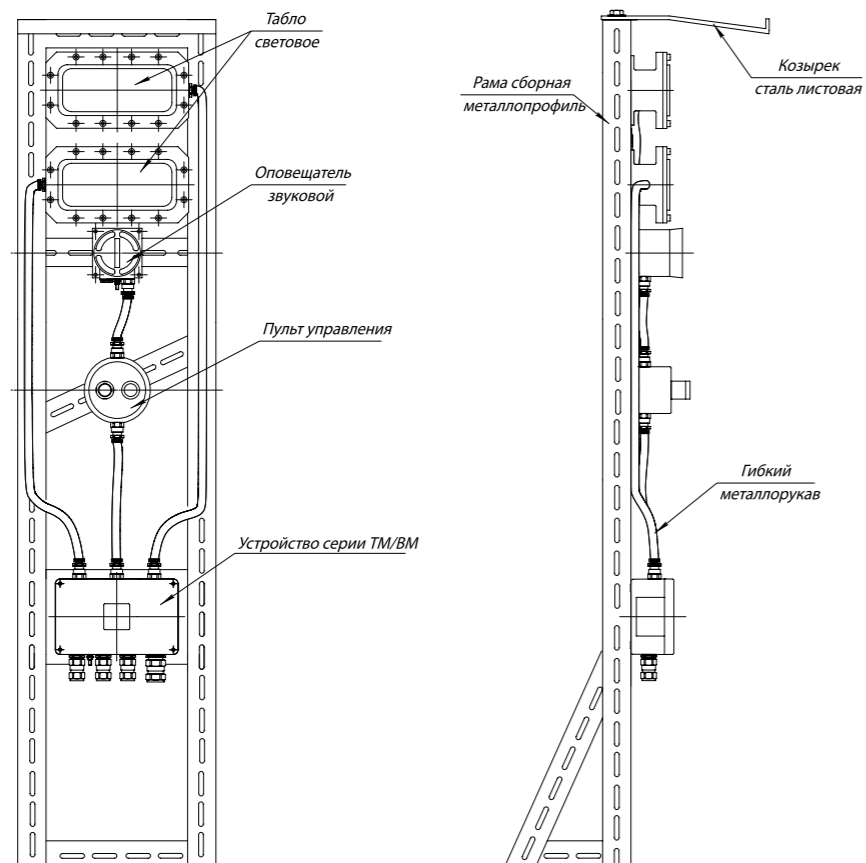 Табло
световое
Оповещатель
звуковой
Пульт управления
Устройство серии ТМ/ВМ
Козырек
сталь листовая
Рама сборная
металлопрофиль
Гибкий
металлорукав